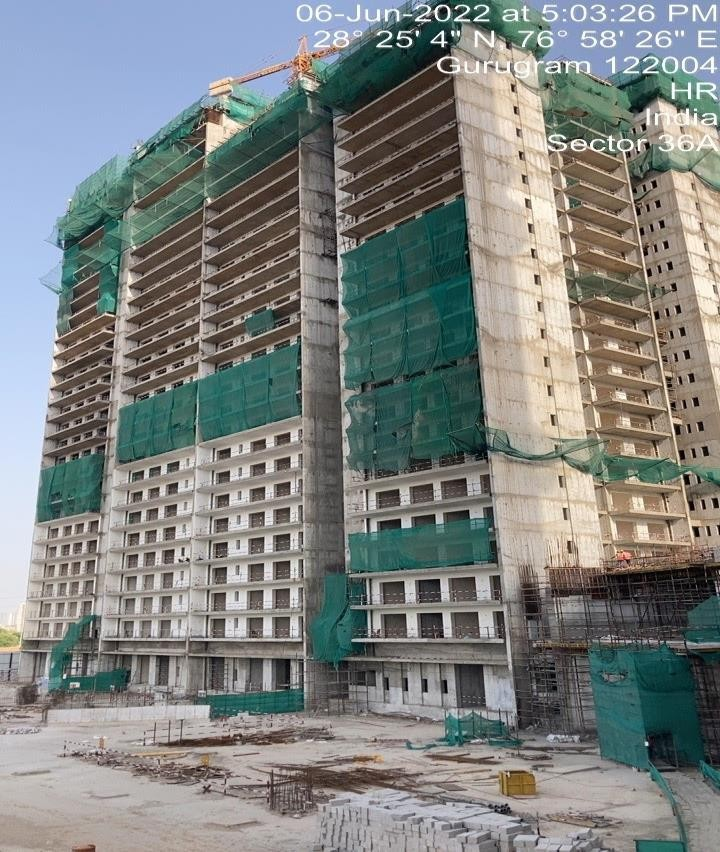 06-Jun-2022 at 5:03:26 PM
28° 25' 4" N, 76° 58' 26" E
Gurugram 122004
HR
India
Sector 36A